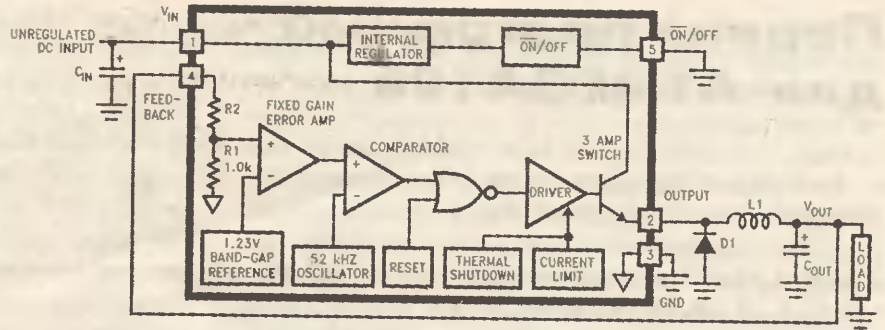 V_IN
UNREGULATED
DC INPUT
C_IN
+
1
4
FEED-
BACK
INTERNAL
REGULATOR
ON/OFF
5
ON/OFF
R2
R1
1.0k
FIXED GAIN
ERROR AMP
+
-
COMPARATOR
+
-
DRIVER
3 AMP
SWITCH
1.23V
BAND-GAP
REFERENCE
52 kHZ
OSCILLATOR
RESET
THERMAL
SHUTDOWN
CURRENT
LIMIT
2
OUTPUT
3
GND
D1
L1
V_OUT
+
C_OUT
LOAD